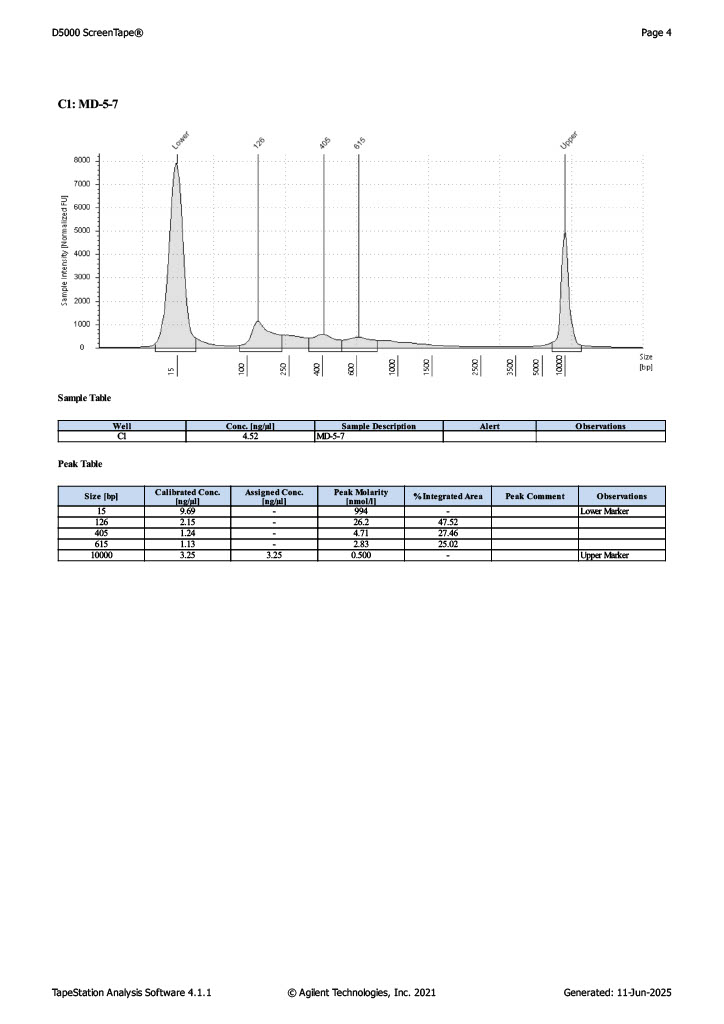 D5000 ScreenTape® Page 4
C1: MD-5-7
Lower 126 405 615 Upper
Sample Intensity [Normalized FU]
8000
7000
6000
5000
4000
3000
2000
1000
0
15 100 250 400 600 1000 1500 2500 3500 5000 10000
Size
[bp]
Sample Table
Well Conc. [ng/µl] Sample Description Alert Observations
C1 4.52 MD-5-7
Peak Table
Size [bp] Calibrated Conc. [ng/µl] Assigned Conc. [ng/µl] Peak Molarity [nmol/l] % Integrated Area Peak Comment Observations
15 9.69 - 994 - Lower Marker
126 2.15 - 26.2 47.52
405 1.24 - 4.71 27.46
615 1.13 - 2.83 25.02
10000 3.25 3.25 0.500 - Upper Marker
TapeStation Analysis Software 4.1.1 © Agilent Technologies, Inc. 2021 Generated: 11-Jun-2025